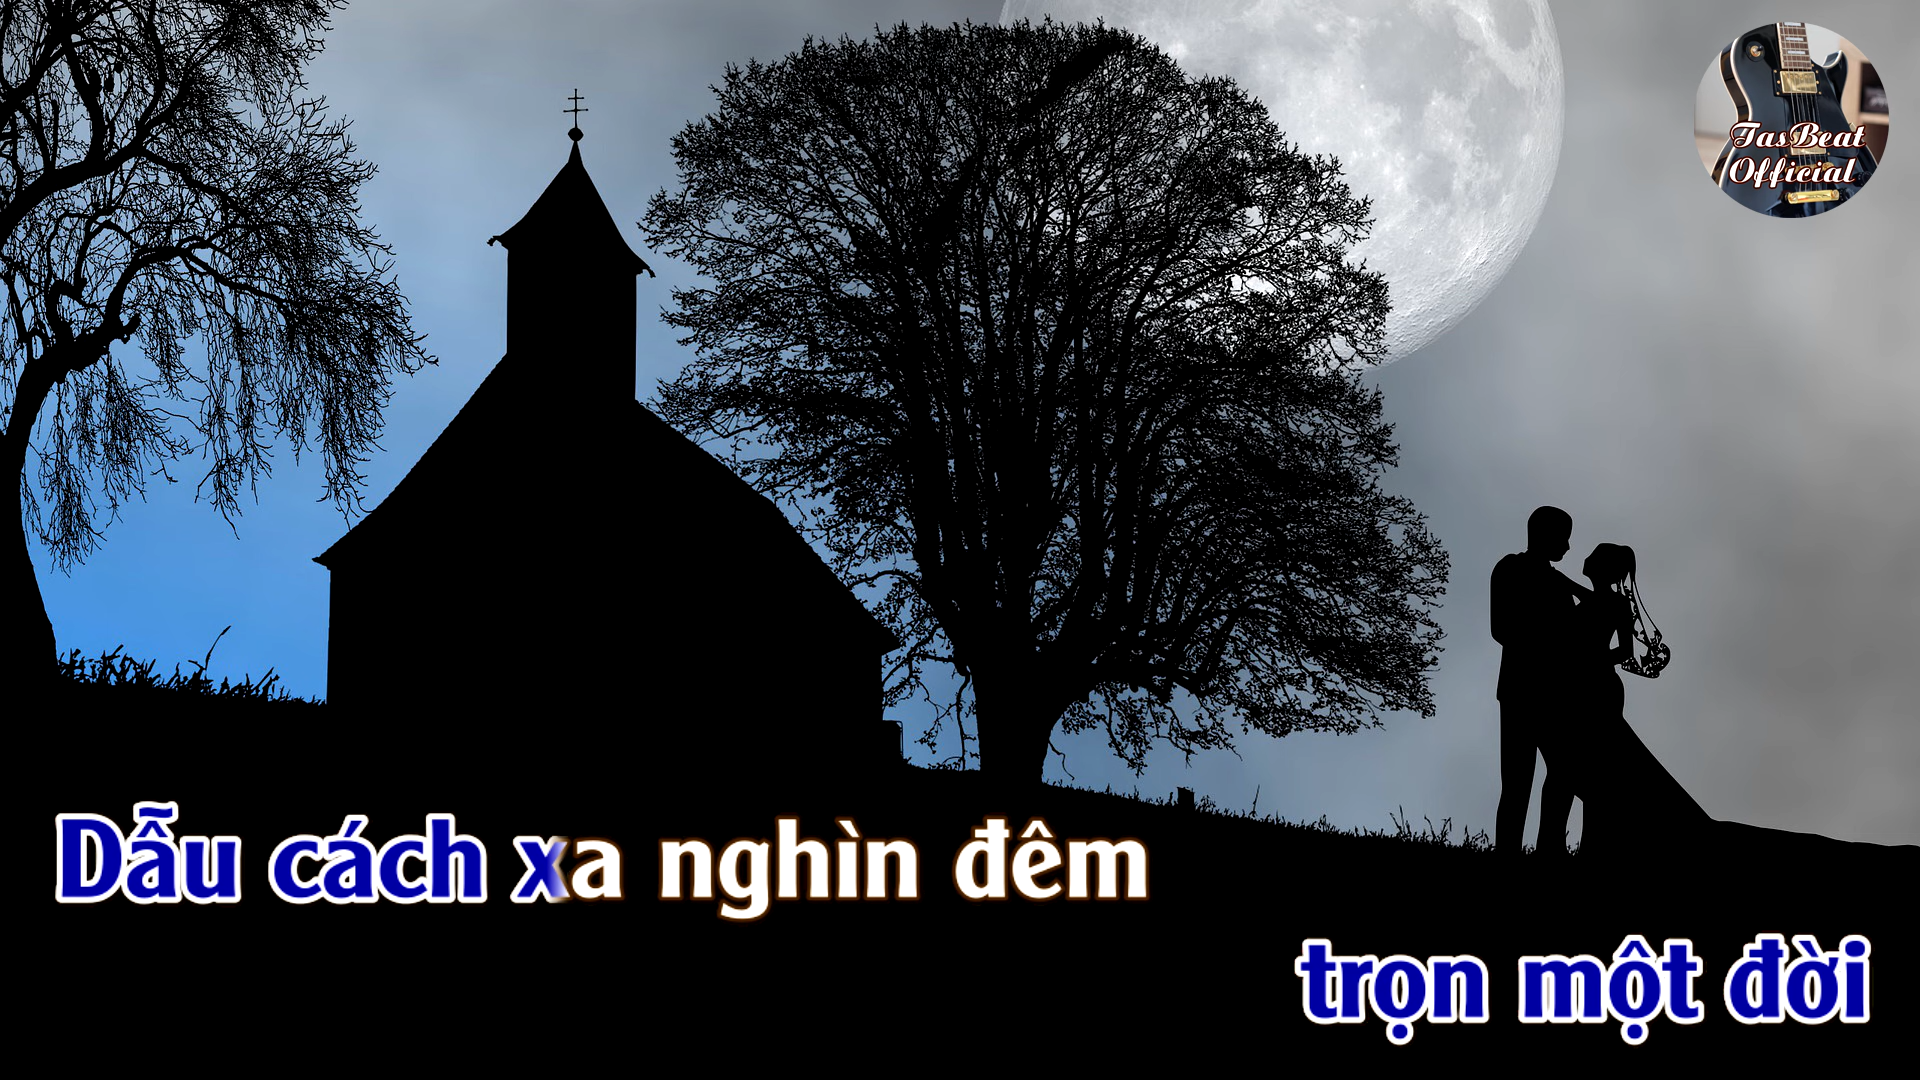 TasBeat
Official
Dẫu cách xa nghìn đêm
trọn một đời